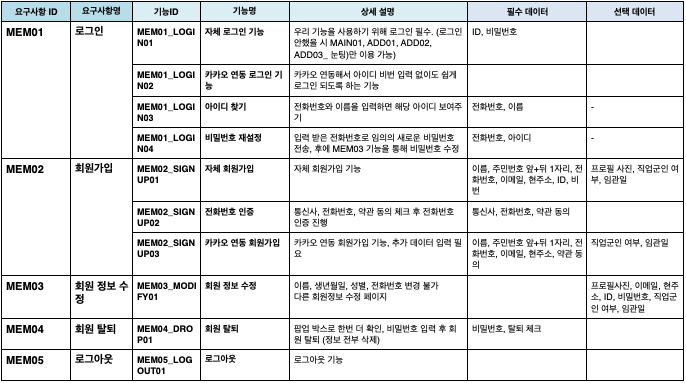 요구사항 ID 요구사항명 기능ID 기능명 상세 설명 필수 데이터 선택 데이터
MEM01 로그인 MEM01_LOGI 자체 로그인 기능 우리 기능을 사용하기 위해 로그인 필수. (로그인 ID, 비밀번호
N01 안했을 시 MAIN01, ADD01, ADD02,
ADD03_ 눈팅)만 이용 가능)
MEM01_LOGI 카카오 연동 로그인 기 카카오 연동해서 아이디 비번 입력 없이도 쉽게
N02 능 로그인 되도록 하는 기능
MEM01_LOGI 아이디 찾기 전화번호와 이름을 입력하면 해당 아이디 보여주 전화번호, 이름 -
N03 기
MEM01_LOGI 비밀번호 재설정 입력 받은 전화번호로 임의의 새로운 비밀번호 전화번호, 아이디 -
N04 전송, 후에 MEM03 기능을 통해 비밀번호 수정
MEM02 회원가입 MEM02_SIGN 자체 회원가입 자체 회원가입 기능 이름, 주민번호 앞+뒤 1자리, 전 프로필 사진, 직업군인 여
UP01 화번호, 이메일, 현주소, ID, 비 부, 임관일
번
MEM02_SIGN 전화번호 인증 통신사, 전화번호, 약관 동의 체크 후 전화번호 통신사, 전화번호, 약관 동의
UP02 인증 진행
MEM02_SIGN 카카오 연동 회원가입 카카오 연동 회원가입 기능, 추가 데이터 입력 필 이름, 주민번호 앞+뒤 1자리, 전 직업군인 여부, 임관일
UP03 요 화번호, 이메일, 현주소, 약관 동
의
MEM03 회원 정보 수 MEM03_MODI 회원 정보 수정 이름, 생년월일, 성별, 전화번호 변경 불가 프로필사진, 이메일, 현주
정 FY01 다른 회원정보 수정 페이지 소, ID, 비밀번호, 직업군
인 여부, 임관일
MEM04 회원 탈퇴 MEM04_DRO 회원 탈퇴 팝업 박스로 한번 더 확인, 비밀번호 입력 후 회 비밀번호, 탈퇴 체크
P01 원 탈퇴 (정보 전부 삭제)
MEM05 로그아웃 MEM05_LOG 로그아웃 로그아웃 기능
OUT01